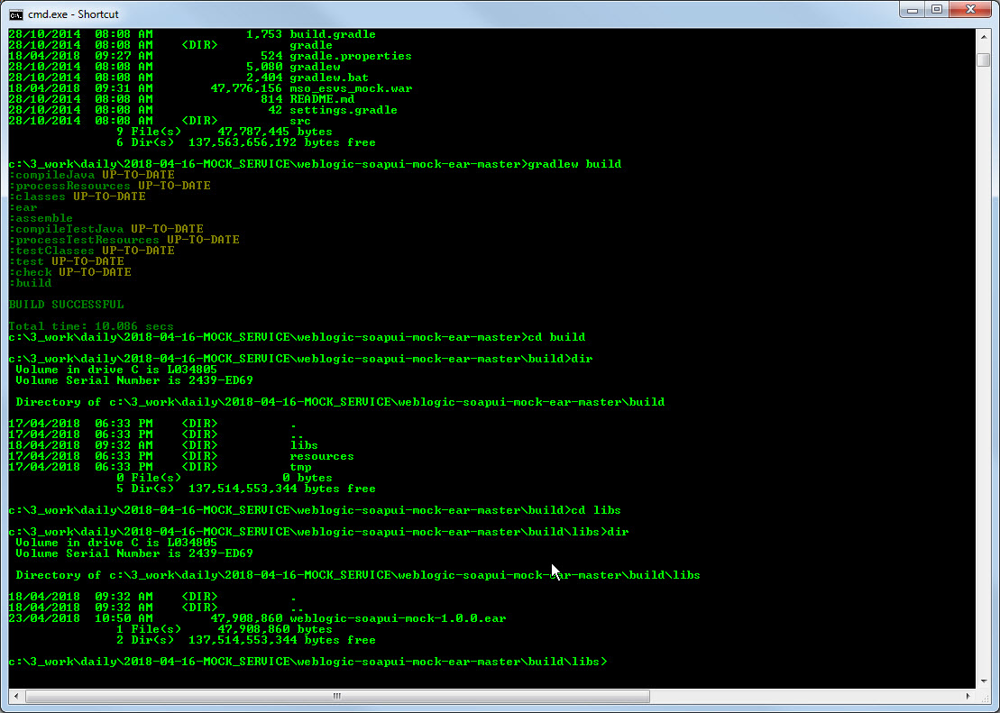 cmd.exe - Shortcut
28/10/2014  08:08 AM             1,753 build.gradle
28/10/2014  08:08 AM    <DIR>          gradle
18/04/2018  09:27 AM               524 gradle.properties
28/10/2014  08:08 AM             5,080 gradlew
28/10/2014  08:08 AM             2,404 gradlew.bat
18/04/2018  09:31 AM        47,776,156 mso_esvs_mock.war
28/10/2014  08:08 AM               814 README.md
28/10/2014  08:08 AM                42 settings.gradle
28/10/2014  08:08 AM    <DIR>          src
               9 File(s)     47,787,445 bytes
               6 Dir(s)  137,563,656,192 bytes free
c:\3_work\daily\2018-04-16-MOCK_SERVICE\weblogic-soapui-mock-ear-master>gradlew build
:compileJava UP-TO-DATE
:processResources UP-TO-DATE
:classes UP-TO-DATE
:ear
:assemble
:compileTestJava UP-TO-DATE
:processTestResources UP-TO-DATE
:testClasses UP-TO-DATE
:test UP-TO-DATE
:check UP-TO-DATE
:build
BUILD SUCCESSFUL
Total time: 10.086 secs
c:\3_work\daily\2018-04-16-MOCK_SERVICE\weblogic-soapui-mock-ear-master>cd build
c:\3_work\daily\2018-04-16-MOCK_SERVICE\weblogic-soapui-mock-ear-master\build>dir
 Volume in drive C is L034805
 Volume Serial Number is 2439-ED69
 Directory of c:\3_work\daily\2018-04-16-MOCK_SERVICE\weblogic-soapui-mock-ear-master\build
17/04/2018  06:33 PM    <DIR>          .
17/04/2018  06:33 PM    <DIR>          ..
18/04/2018  09:32 AM    <DIR>          libs
17/04/2018  06:33 PM    <DIR>          resources
17/04/2018  06:33 PM    <DIR>          tmp
               0 File(s)              0 bytes
               5 Dir(s)  137,514,553,344 bytes free
c:\3_work\daily\2018-04-16-MOCK_SERVICE\weblogic-soapui-mock-ear-master\build>cd libs
c:\3_work\daily\2018-04-16-MOCK_SERVICE\weblogic-soapui-mock-ear-master\build\libs>dir
 Volume in drive C is L034805
 Volume Serial Number is 2439-ED69
 Directory of c:\3_work\daily\2018-04-16-MOCK_SERVICE\weblogic-soapui-mock-ear-master\build\libs
18/04/2018  09:32 AM    <DIR>          .
18/04/2018  09:32 AM    <DIR>          ..
23/04/2018  10:50 AM        47,908,860 weblogic-soapui-mock-1.0.0.ear
               1 File(s)     47,908,860 bytes
               2 Dir(s)  137,514,553,344 bytes free
c:\3_work\daily\2018-04-16-MOCK_SERVICE\weblogic-soapui-mock-ear-master\build\libs>